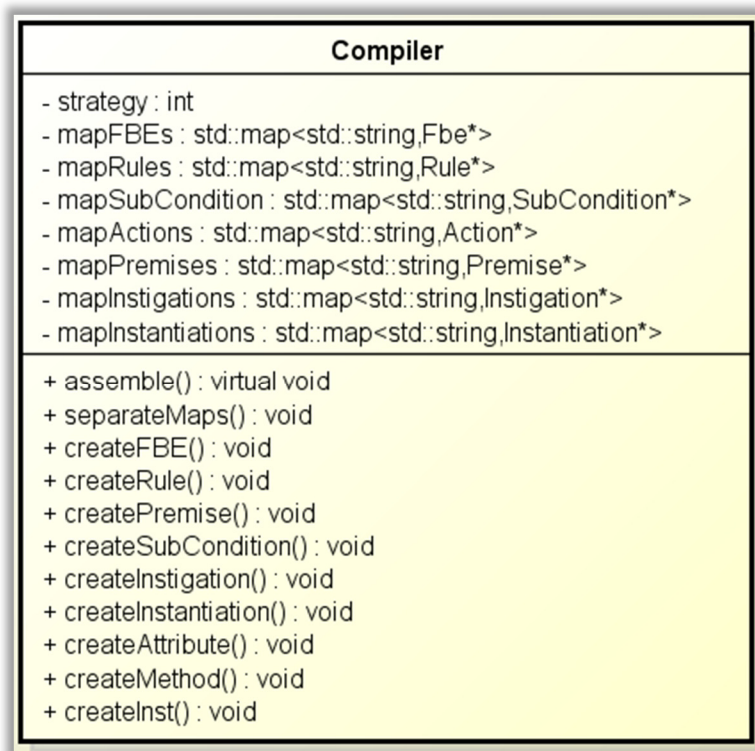 Compiler
- strategy : int
- mapFBEs : std::map<std::string,Fbe*>
- mapRules : std::map<std::string,Rule*>
- mapSubCondition : std::map<std::string,SubCondition*>
- mapActions : std::map<std::string,Action*>
- mapPremises : std::map<std::string,Premise*>
- mapInstigations : std::map<std::string,Instigation*>
- mapInstantiations : std::map<std::string,Instantiation*>
+ assemble() : virtual void
+ separateMaps() : void
+ createFBE() : void
+ createRule() : void
+ createPremise() : void
+ createSubCondition() : void
+ createInstigation() : void
+ createInstantiation() : void
+ createAttribute() : void
+ createMethod() : void
+ createInst() : void